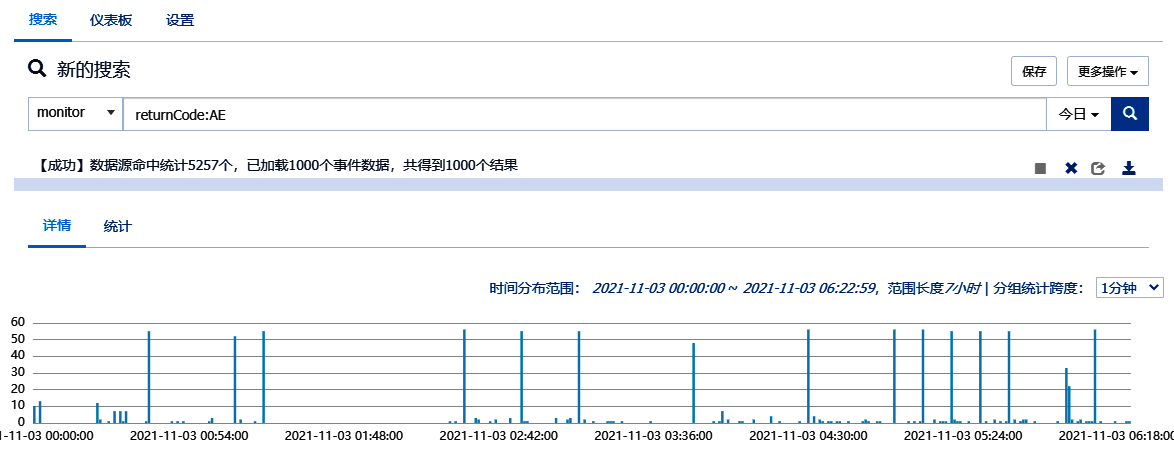 搜索 仪表板 设置
新的搜索 保存 更多操作
monitor returnCode:AE 今日
【成功】数据源命中统计5257个，已加载1000个事件数据，共得到1000个结果
详情 统计
时间分布范围： 2021-11-03 00:00:00 ~ 2021-11-03 06:22:59，范围长度7小时 | 分组统计跨度： 1分钟
60
50
40
30
20
10
0
1-11-03 00:00:00 2021-11-03 00:54:00 2021-11-03 01:48:00 2021-11-03 02:42:00 2021-11-03 03:36:00 2021-11-03 04:30:00 2021-11-03 05:24:00 2021-11-03 06:18:00